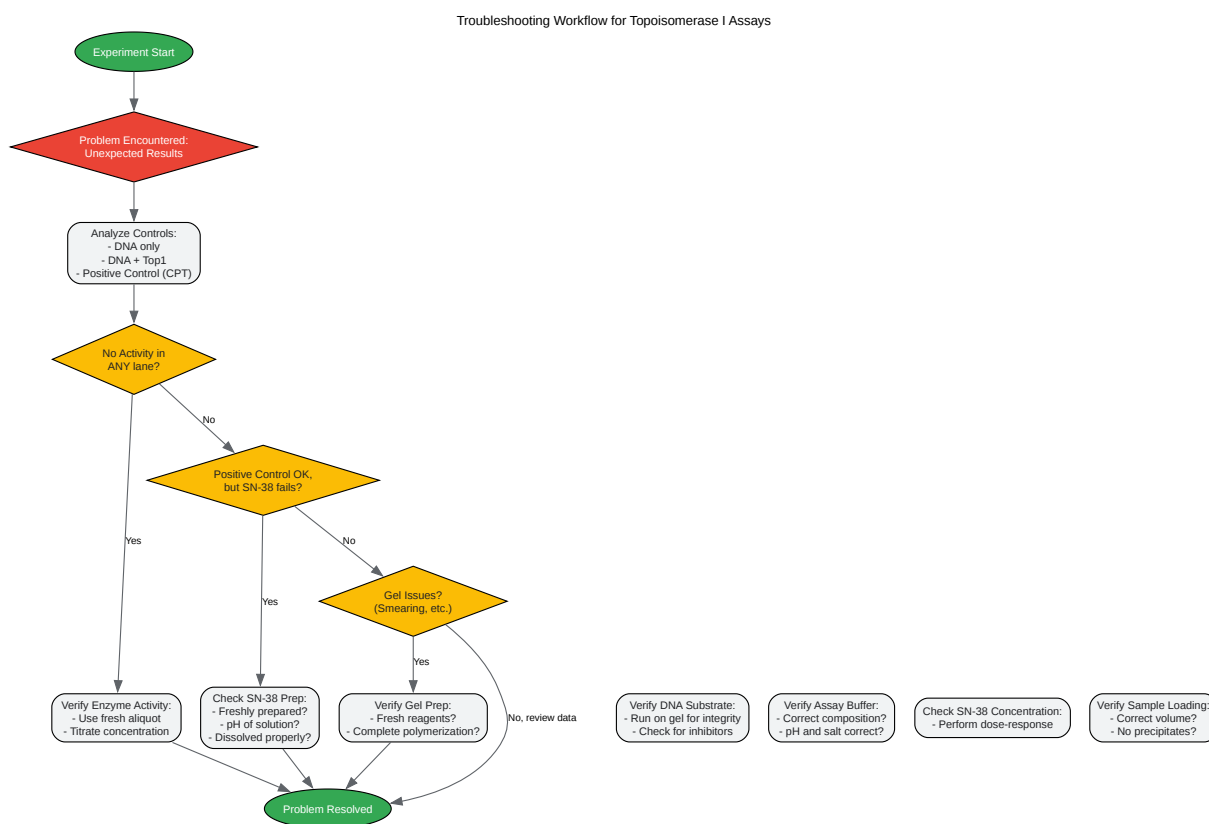 Troubleshooting Workflow for Topoisomerase I Assays
Experiment Start
Problem Encountered:
Unexpected Results
Analyze Controls:
- DNA only
- DNA + Top1
- Positive Control (CPT)
No Activity in
ANY lane?
No
Yes
Positive Control OK,
but SN-38 fails?
No
Yes
Gel Issues?
(Smearing, etc.)
Yes
No, review data
Verify Enzyme Activity:
- Use fresh aliquot
- Titrate concentration
Check SN-38 Prep:
- Freshly prepared?
- pH of solution?
- Dissolved properly?
Verify Gel Prep:
- Fresh reagents?
- Complete polymerization?
Verify DNA Substrate:
- Run on gel for integrity
- Check for inhibitors
Verify Assay Buffer:
- Correct composition?
- pH and salt correct?
Check SN-38 Concentration:
- Perform dose-response
Verify Sample Loading:
- Correct volume?
- No precipitates?
Problem Resolved